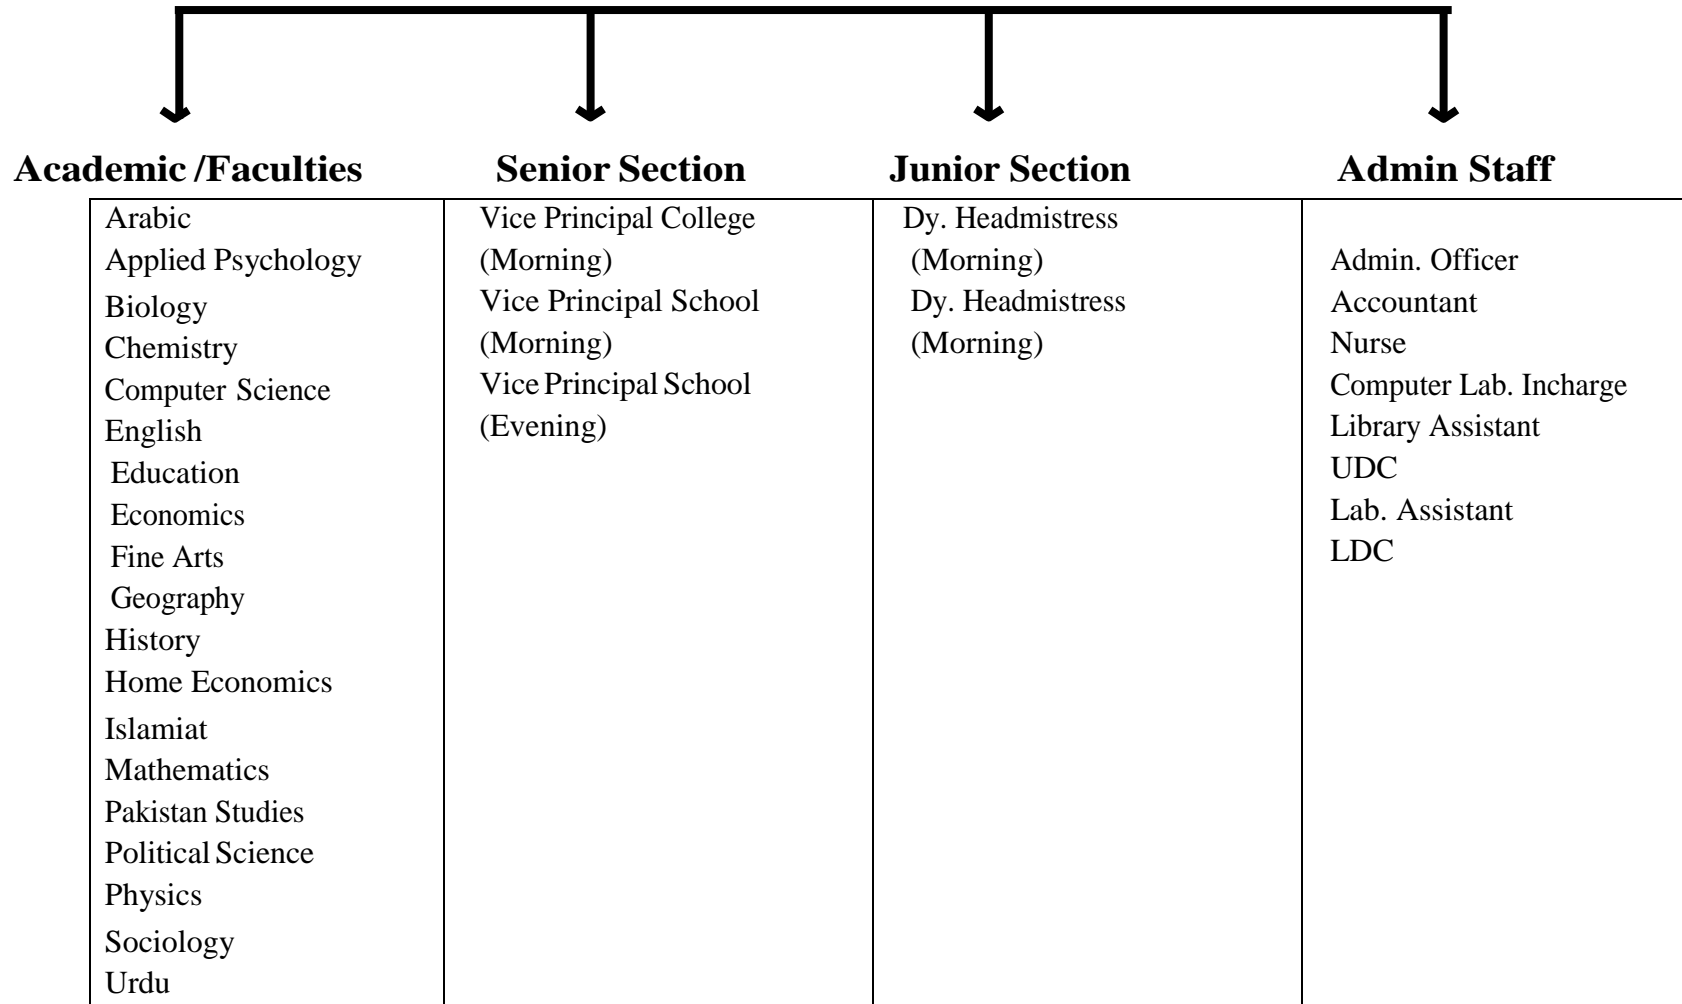 Academic /Faculties
Senior Section
Junior Section
Admin Staff
Arabic
Applied Psychology
Biology
Chemistry
Computer Science
English
Education
Economics
Fine Arts
Geography
History
Home Economics
Islamiat
Mathematics
Pakistan Studies
Political Science
Physics
Sociology
Urdu
Vice Principal College
(Morning)
Vice Principal School
(Morning)
Vice Principal School
(Evening)
Dy. Headmistress
(Morning)
Dy. Headmistress
(Morning)
Admin. Officer
Accountant
Nurse
Computer Lab. Incharge
Library Assistant
UDC
Lab. Assistant
LDC